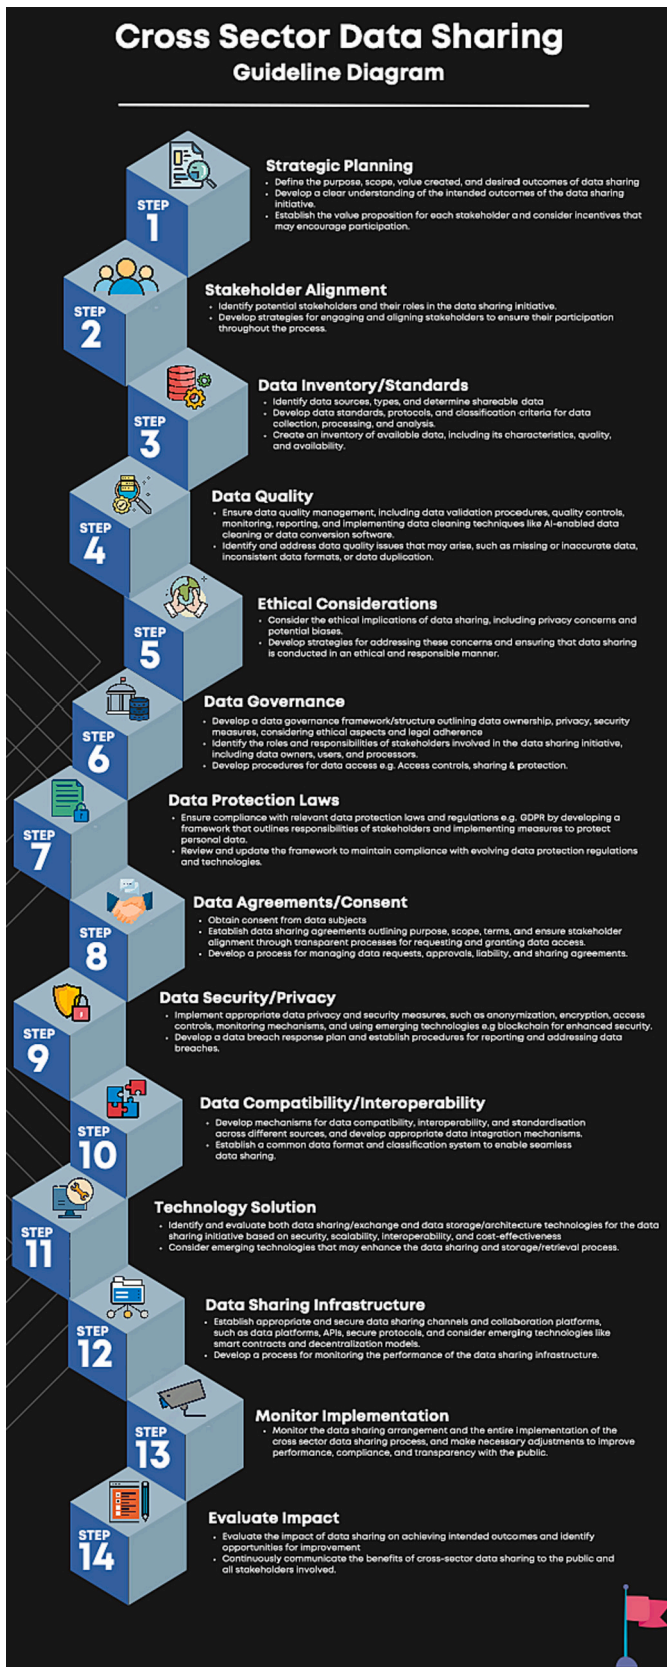 Cross Sector Data Sharing
Guideline Diagram
STEP
1
Strategic Planning
• Define the purpose, scope, value created, and desired outcomes of data sharing
• Develop a clear understanding of the intended outcomes of the data sharing
initiative.
• Establish the value proposition for each stakeholder and consider incentives that
may encourage participation.
STEP
2
Stakeholder Alignment
• Identify potential stakeholders and their roles in the data sharing initiative.
• Develop strategies for engaging and aligning stakeholders to ensure their participation
throughout the process.
STEP
3
Data Inventory/Standards
• Identify data sources, types, and determine shareable data
• Develop data standards, protocols, and classification criteria for data
collection, processing, and analysis.
• Create an inventory of available data, including its characteristics, quality,
and availability.
STEP
4
Data Quality
• Ensure data quality management, including data validation procedures, quality controls,
monitoring, reporting, and implementing data cleaning techniques like AI-enabled data
cleaning or data conversion software.
• Identify and address data quality issues that may arise, such as missing or inaccurate data,
inconsistent data formats, or data duplication.
STEP
5
Ethical Considerations
• Consider the ethical implications of data sharing, including privacy concerns and
potential biases.
• Develop strategies for addressing these concerns and ensuring that data sharing
is conducted in an ethical and responsible manner.
STEP
6
Data Governance
• Develop a data governance framework/structure outlining data ownership, privacy, security
measures, considering ethical aspects and legal adherence
• Identify the roles and responsibilities of stakeholders involved in the data sharing initiative,
including data owners, users, and processors.
• Develop procedures for data access e.g. Access controls, sharing & protection.
STEP
7
Data Protection Laws
• Ensure compliance with relevant data protection laws and regulations e.g. GDPR by developing a
framework that outlines responsibilities of stakeholders and implementing measures to protect
personal data.
• Review and update the framework to maintain compliance with evolving data protection regulations
and technologies.
STEP
8
Data Agreements/Consent
• Obtain consent from data subjects
• Establish data sharing agreements outlining purpose, scope, terms, and ensure stakeholder
alignment through transparent processes for requesting and granting data access.
• Develop a process for managing data requests, approvals, liability, and sharing agreements.
STEP
9
Data Security/Privacy
• Implement appropriate data privacy and security measures, such as anonymization, encryption, access
controls, monitoring mechanisms, and using emerging technologies e.g blockchain for enhanced security.
• Develop a data breach response plan and establish procedures for reporting and addressing data
breaches.
STEP
10
Data Compatibility/Interoperability
• Develop mechanisms for data compatibility, interoperability, and standardisation
across different sources, and develop appropriate data integration mechanisms.
• Establish a common data format and classification system to enable seamless
data sharing.
STEP
11
Technology Solution
• Identify and evaluate both data sharing/exchange and data storage/architecture technologies for the data
sharing initiative based on security, scalability, interoperability, and cost-effectiveness
• Consider emerging technologies that may enhance the data sharing and storage/retrieval process.
STEP
12
Data Sharing Infrastructure
• Establish appropriate and secure data sharing channels and collaboration platforms,
such as data platforms, APIs, secure protocols, and consider emerging technologies like
smart contracts and decentralization models.
• Develop a process for monitoring the performance of the data sharing infrastructure.
STEP
13
Monitor Implementation
• Monitor the data sharing arrangement and the entire implementation of the
cross sector data sharing process, and make necessary adjustments to improve
performance, compliance, and transparency with the public.
STEP
14
Evaluate Impact
• Evaluate the impact of data sharing on achieving intended outcomes and identify
opportunities for improvement
• Continuously communicate the benefits of cross-sector data sharing to the public and
all stakeholders involved.